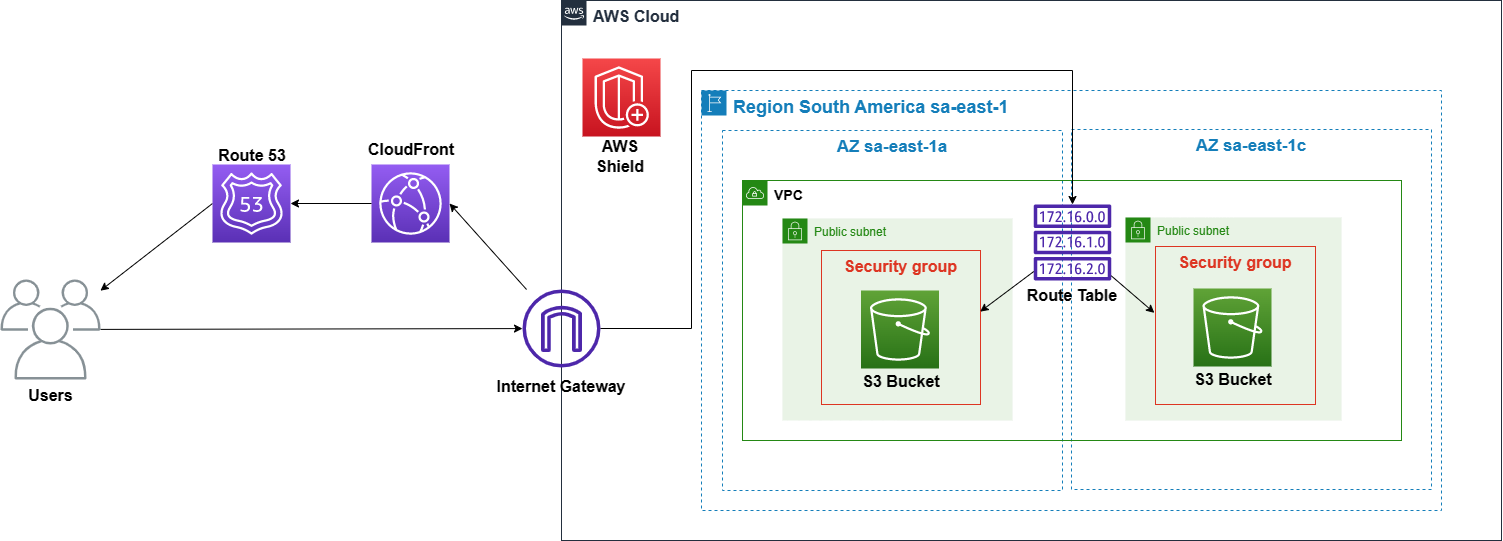 aws
AWS Cloud
AWS
Shield
Region South America sa-east-1
AZ sa-east-1a
AZ sa-east-1c
CloudFront
Route 53
53
VPC
172.16.0.0
172.16.1.0
172.16.2.0
Route Table
Public subnet
Security group
S3 Bucket
Public subnet
Security group
S3 Bucket
Internet Gateway
Users